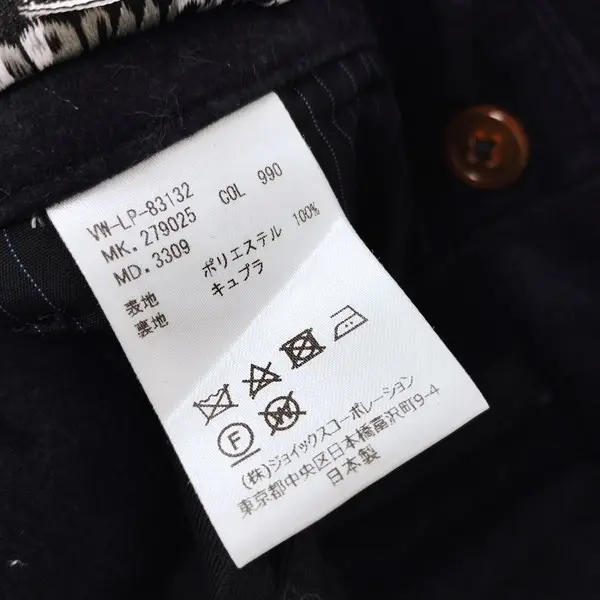 VW-LP-83132 COL 990
MK. 279025
MD. 3309
表地 ポリエステル 100%
裏地 キュプラ
F
W
(株)ジョイックスコーポレーション
東京都中央区日本橋富沢町9-4
日本製